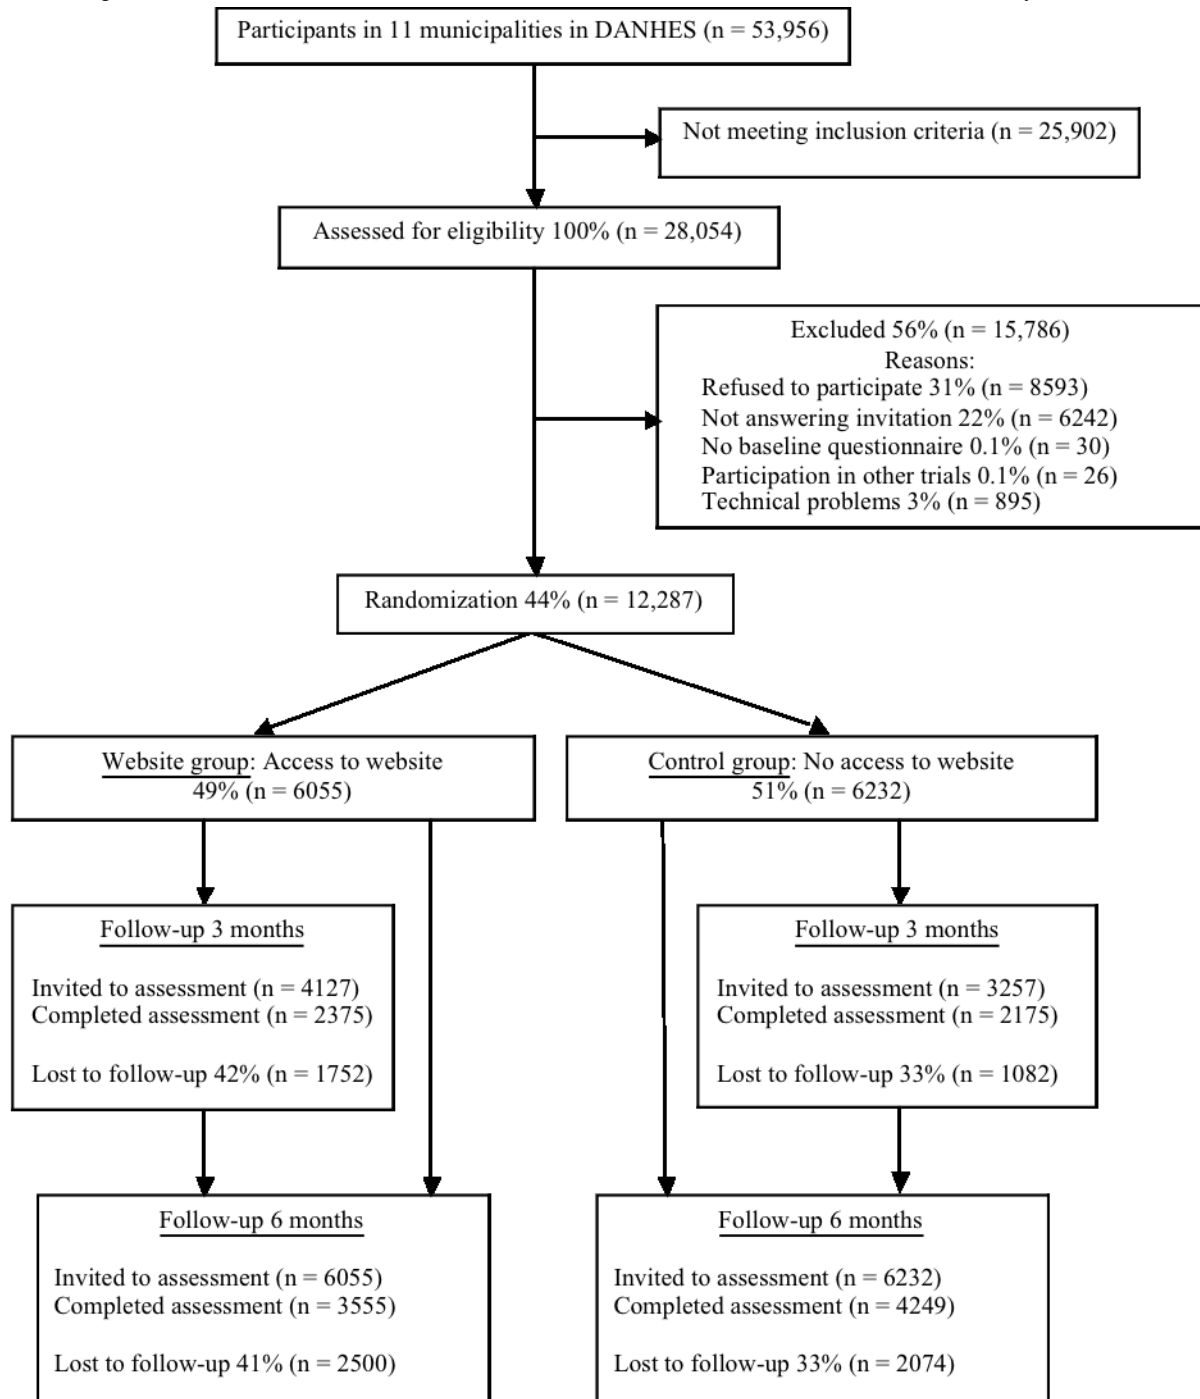 Participants in 11 municipalities in DANHES (n = 53,956)
Not meeting inclusion criteria (n = 25,902)
Assessed for eligibility 100% (n = 28,054)
Excluded 56% (n = 15,786)
Reasons:
Refused to participate 31% (n = 8593)
Not answering invitation 22% (n = 6242)
No baseline questionnaire 0.1% (n = 30)
Participation in other trials 0.1% (n = 26)
Technical problems 3% (n = 895)
Randomization 44% (n = 12,287)
Website group: Access to website
49% (n = 6055)
Control group: No access to website
51% (n = 6232)
Follow-up 3 months
Invited to assessment (n = 4127)
Completed assessment (n = 2375)
Lost to follow-up 42% (n = 1752)
Follow-up 3 months
Invited to assessment (n = 3257)
Completed assessment (n = 2175)
Lost to follow-up 33% (n = 1082)
Follow-up 6 months
Invited to assessment (n = 6055)
Completed assessment (n = 3555)
Lost to follow-up 41% (n = 2500)
Follow-up 6 months
Invited to assessment (n = 6232)
Completed assessment (n = 4249)
Lost to follow-up 33% (n = 2074)